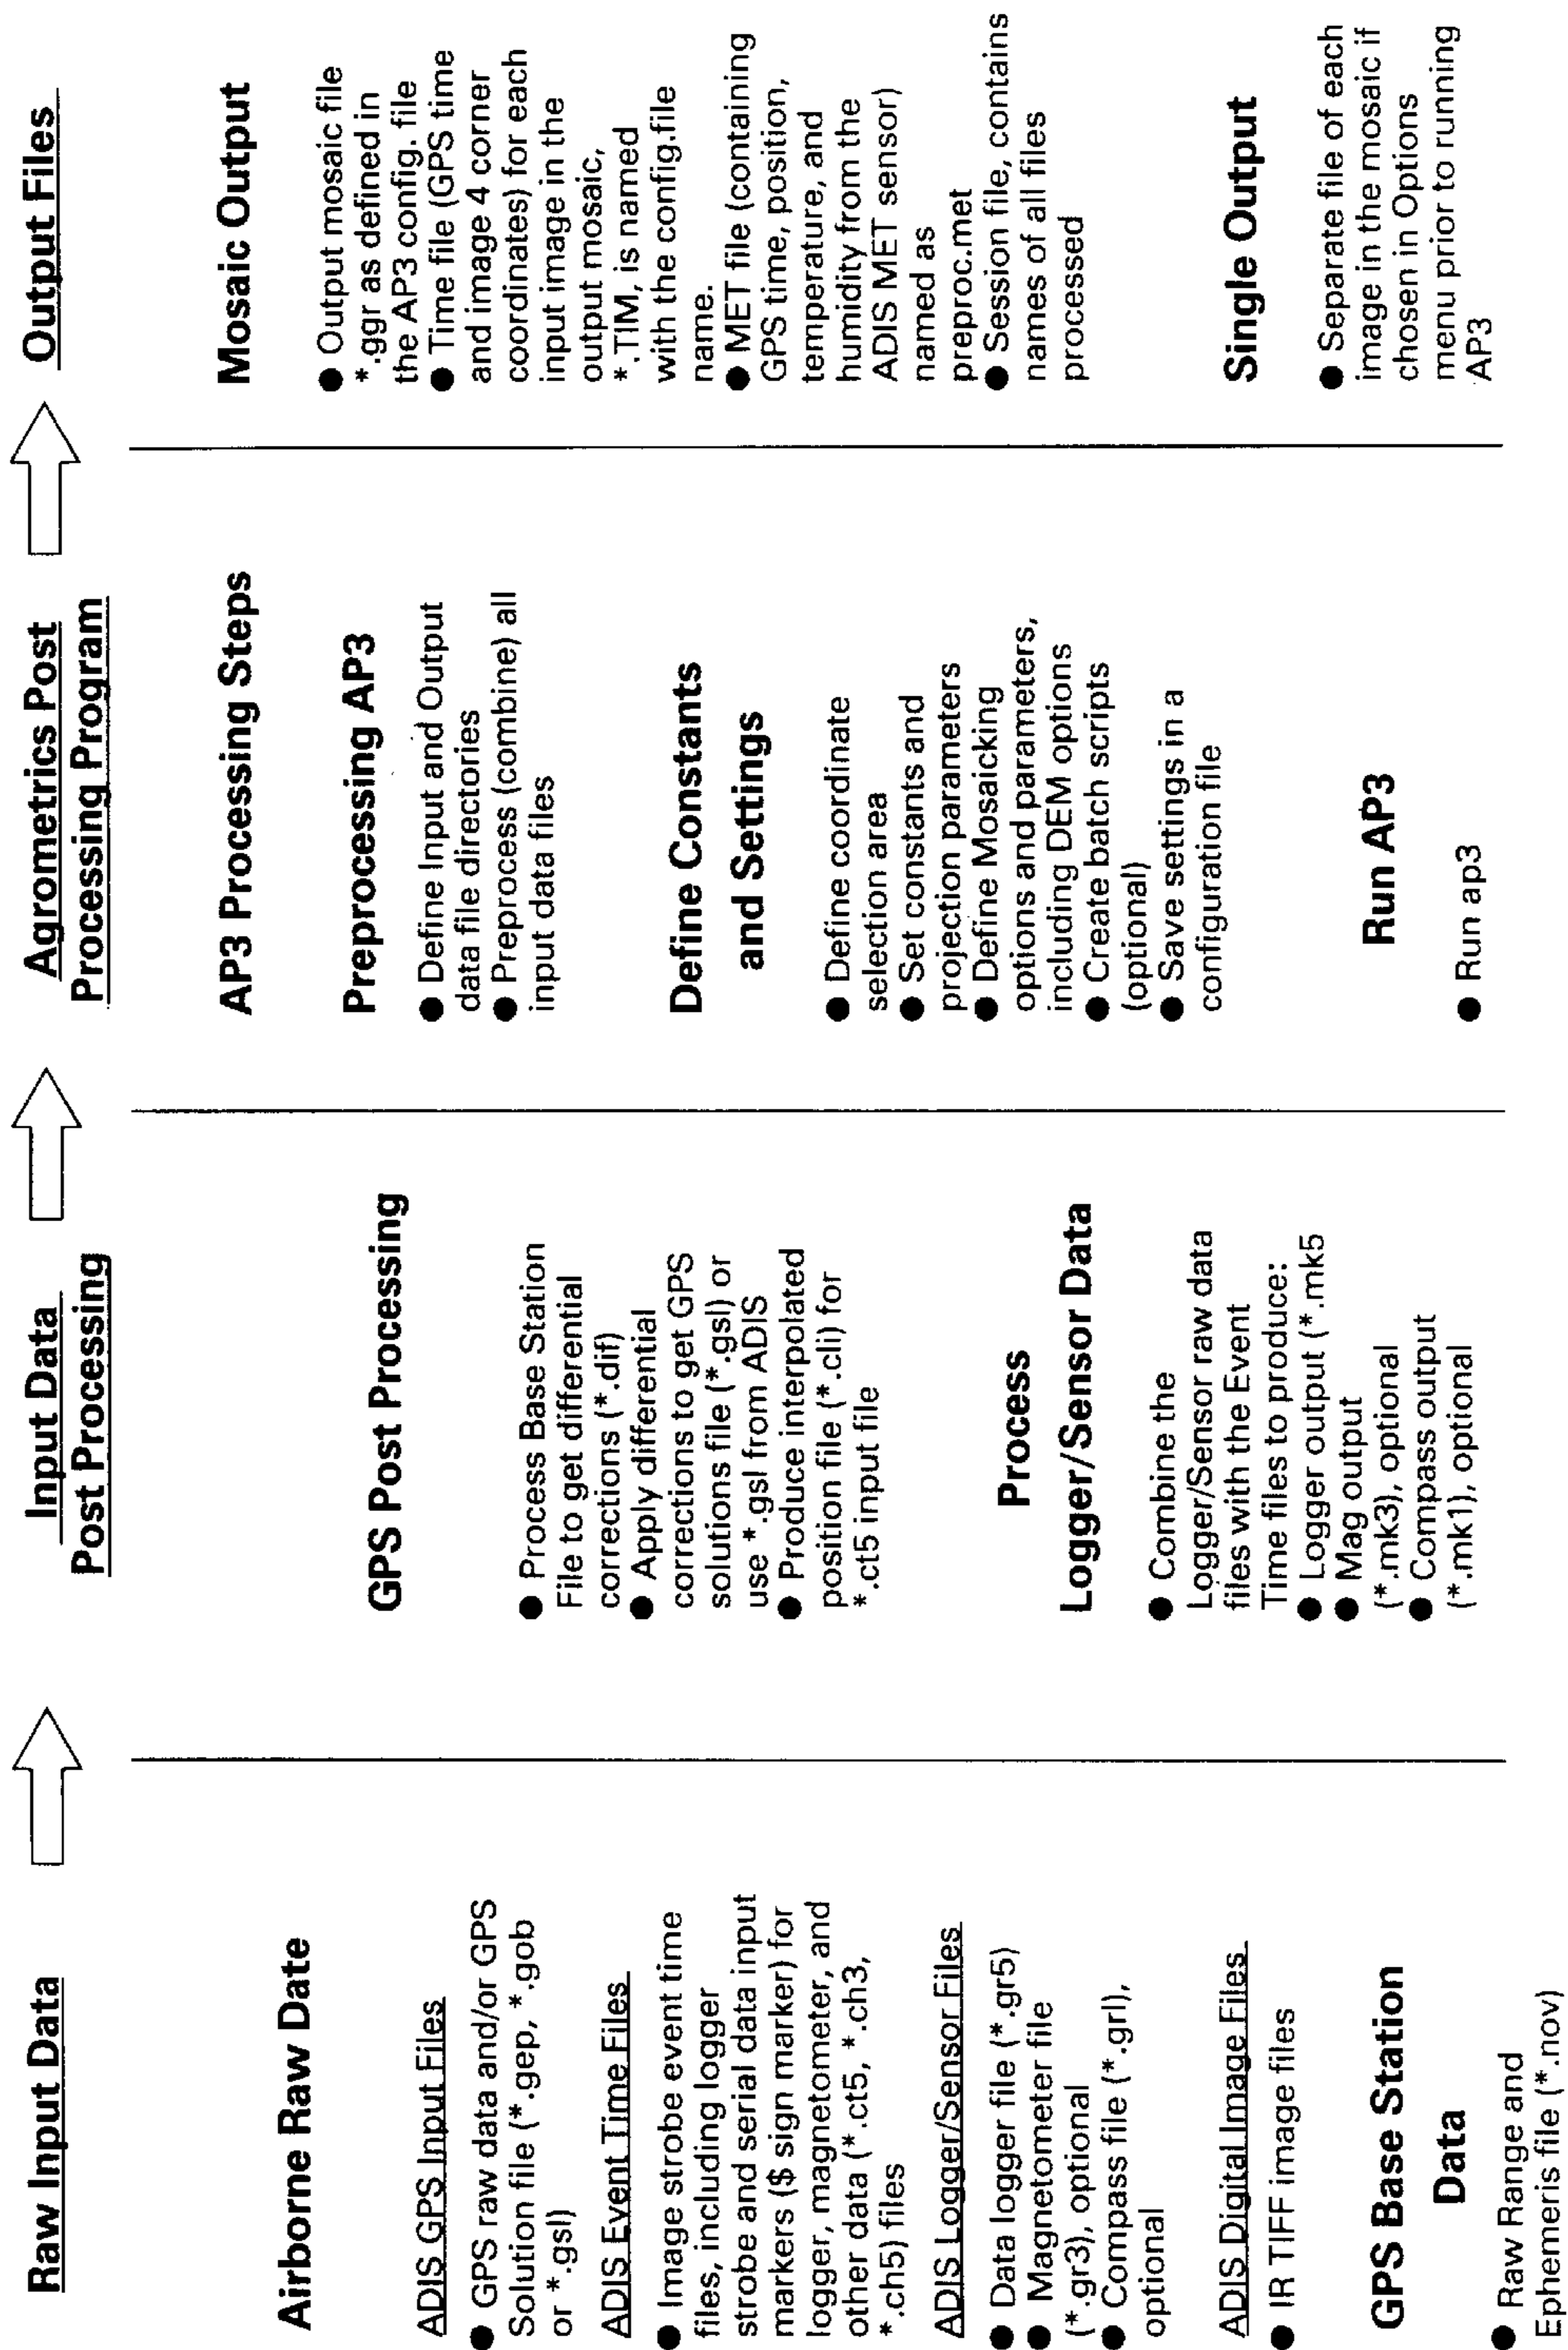 Raw Input Data
Airborne Raw Date
ADIS GPS Input Files
● GPS raw data and/or GPS
Solution file (*.gep, *.gob
or *.gsl)
ADIS Event Time Files
● Image strobe event time
files, including logger
strobe and serial data input
markers ($ sign marker) for
logger, magnetometer, and
other data (*.ct5, *.ch3,
*.ch5) files
ADIS Logger/Sensor Files
● Data logger file (*.gr5)
● Magnetometer file
(*.gr3), optional
● Compass file (*.grl),
optional
ADIS Digital Image Files
● IR TIFF image files
GPS Base Station
Data
● Raw Range and
Ephemeris file (*.nov)
Input Data
Post Processing
GPS Post Processing
● Process Base Station
File to get differential
corrections (*.dif)
● Apply differential
corrections to get GPS
solutions file (*.gsl) or
use *.gsl from ADIS
● Produce interpolated
position file (*.cli) for
*.ct5 input file
Process
Logger/Sensor Data
● Combine the
Logger/Sensor raw data
files with the Event
Time files to produce:
● Logger output (*.mk5
● Mag output
(*.mk3), optional
● Compass output
(*.mk1), optional
Agrometrics Post
Processing Program
AP3 Processing Steps
Preprocessing AP3
● Define Input and Output
data file directories
● Preprocess (combine) all
input data files
Define Constants
and Settings
● Define coordinate
selection area
● Set constants and
projection parameters
● Define Mosaicking
options and parameters,
including DEM options
● Create batch scripts
(optional)
● Save settings in a
configuration file
Run AP3
● Run ap3
Output Files
Mosaic Output
● Output mosaic file
*.ggr as defined in
the AP3 config. file
● Time file (GPS time
and image 4 corner
coordinates) for each
input image in the
output mosaic,
*.TIM, is named
with the config.file
name.
● MET file (containing
GPS time, position,
temperature, and
humidity from the
ADIS MET sensor)
named as
preproc.met
● Session file, contains
names of all files
processed
Single Output
● Separate file of each
image in the mosaic if
chosen in Options
menu prior to running
AP3